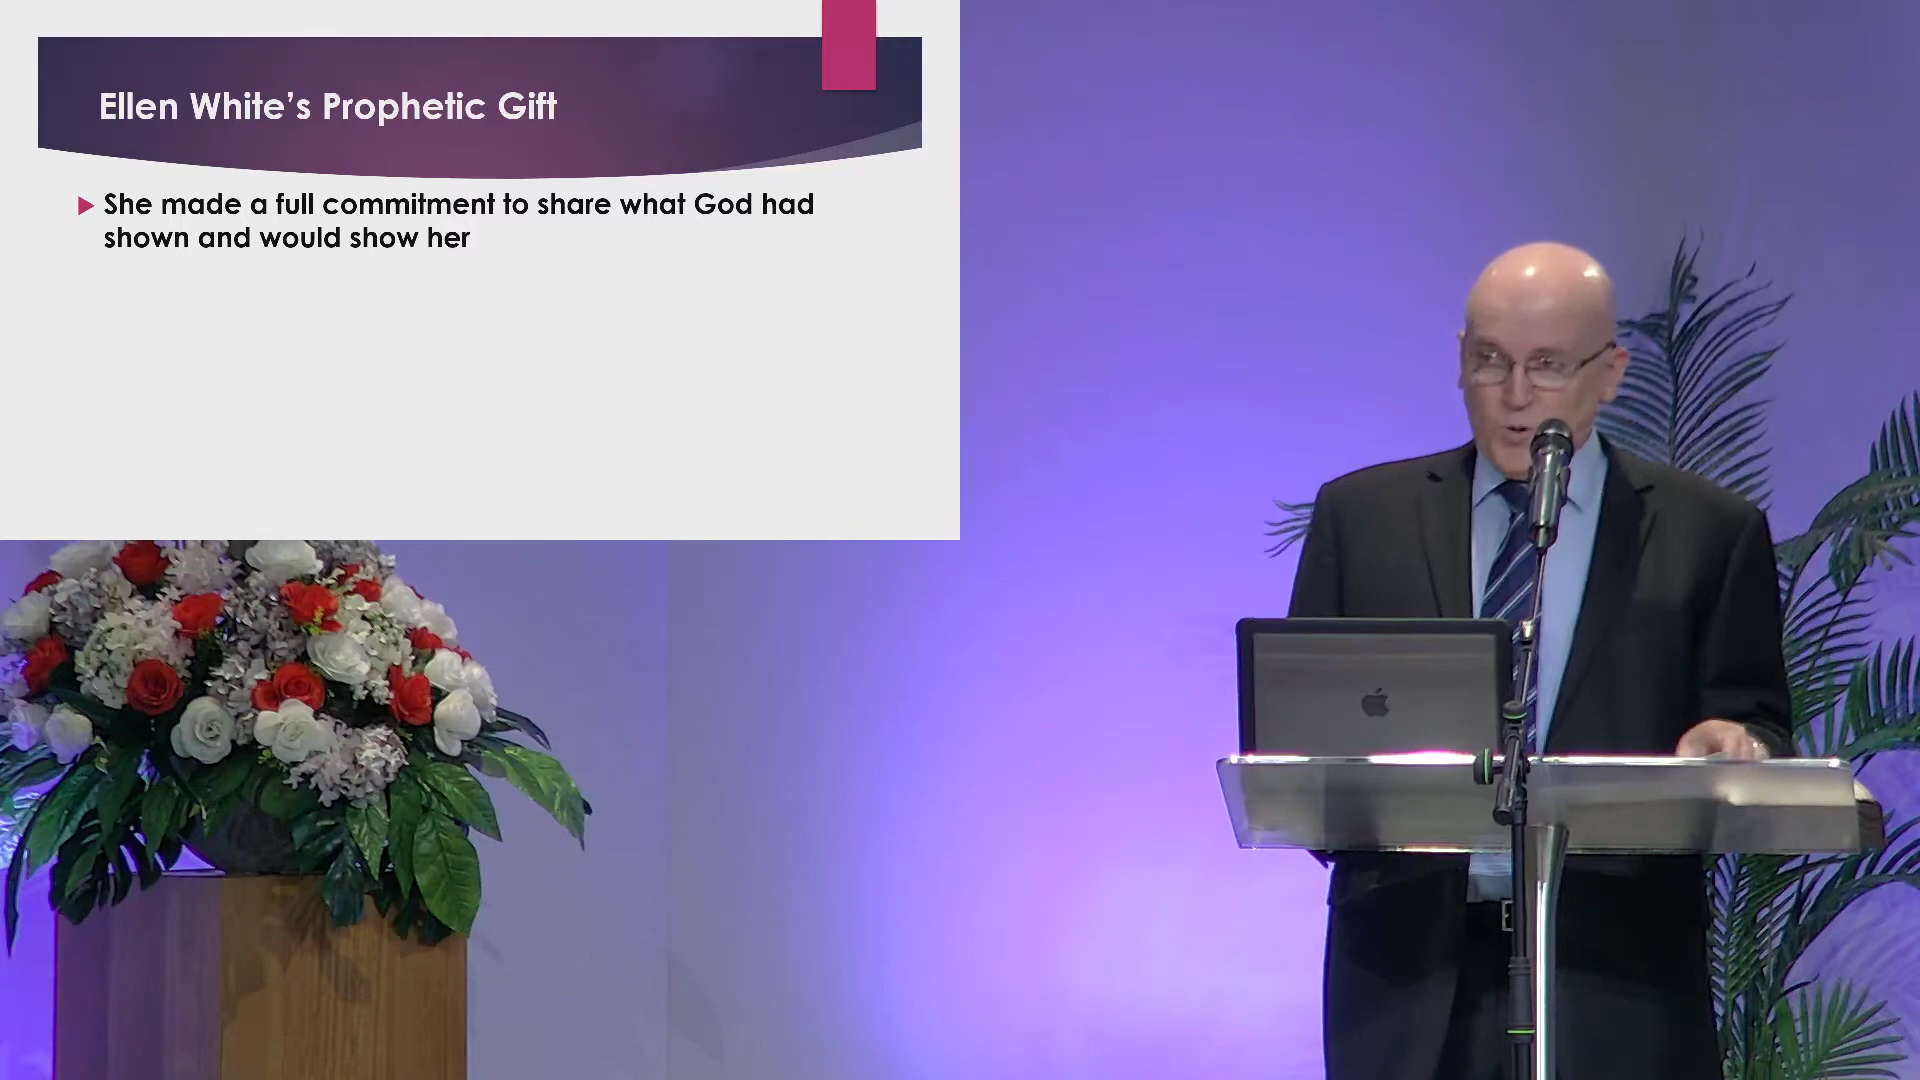 Ellen White’s Prophetic Gift
She made a full commitment to share what God had
shown and would show her